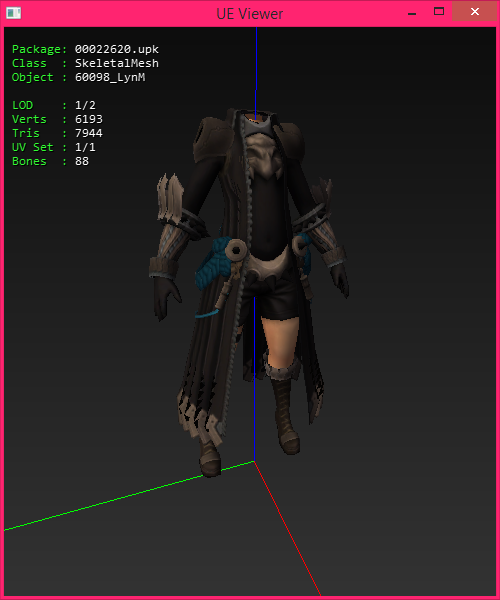 UE Viewer
Package: 00022620.upk
Class : SkeletalMesh
Object : 60098_LynM
LOD : 1/2
Verts : 6193
Tris : 7944
UV Set : 1/1
Bones : 88